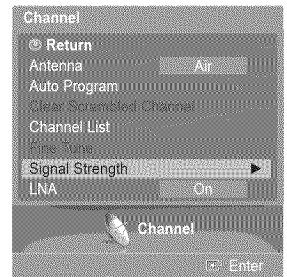 Channel
Return
Antenna Air
Auto Program
Clear Scrambled Channel
Channel List
Fine Tune
Signal Strength
LNA On
Channel
Enter